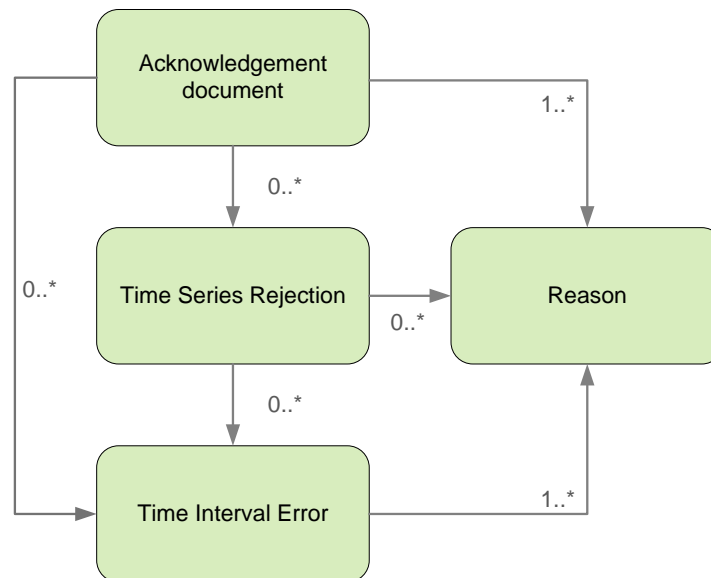 Acknowledgement
document
1..*
0..*
Time Series Rejection
Reason
0..*
0..*
0..*
Time Interval Error
1..*